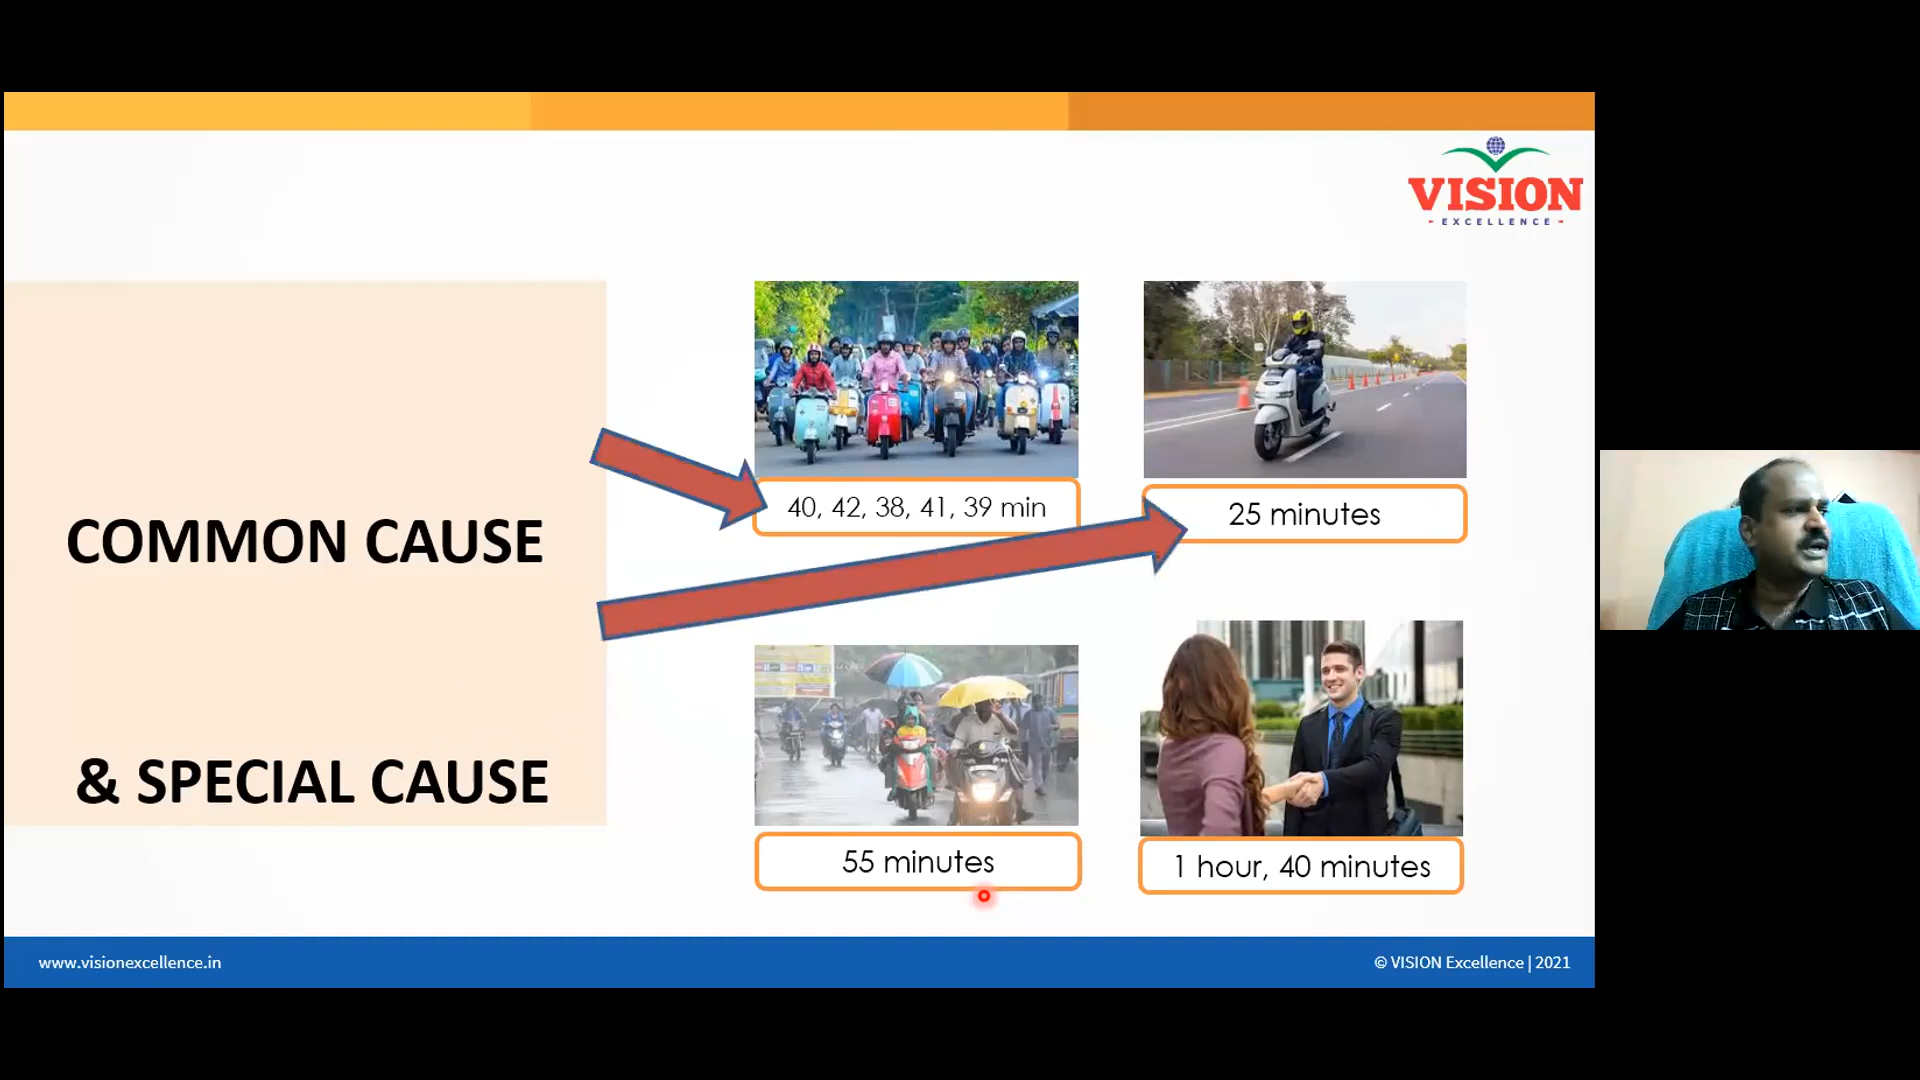 VISION
EXCELLENCE
COMMON CAUSE
& SPECIAL CAUSE
40, 42, 38, 41, 39 min
25 minutes
55 minutes
1 hour, 40 minutes
www.visionexcellence.in
© VISION Excellence | 2021